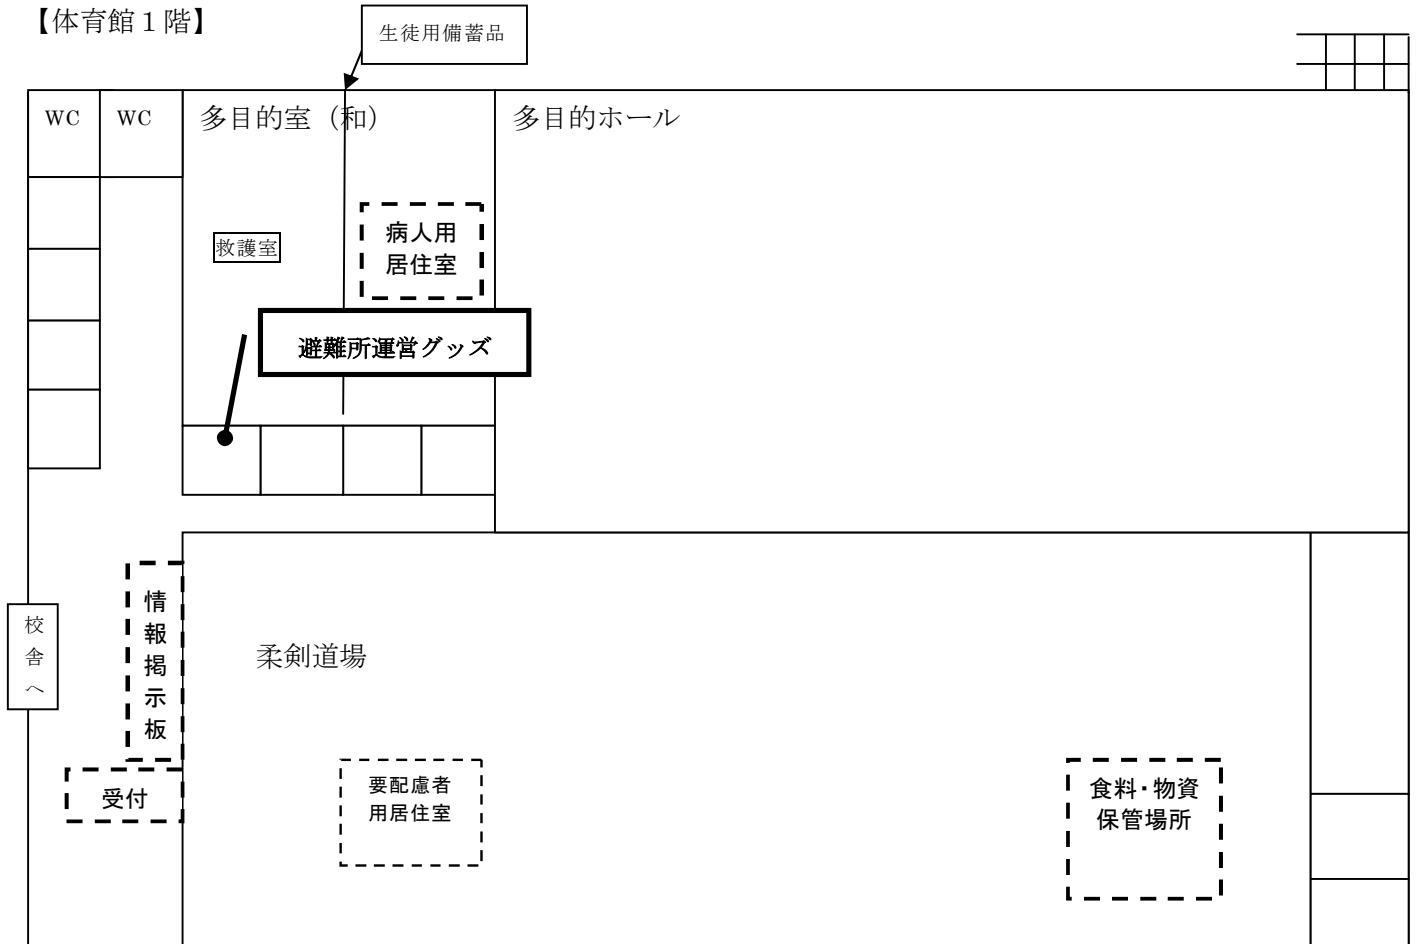 【体育館１階】
生徒用備蓄品
WC
WC
多目的室（和）
多目的ホール
救護室
病人用
居住室
避難所運営グッズ
情報掲示板
校舎へ
柔剣道場
受付
要配慮者
用居住室
食料・物資
保管場所